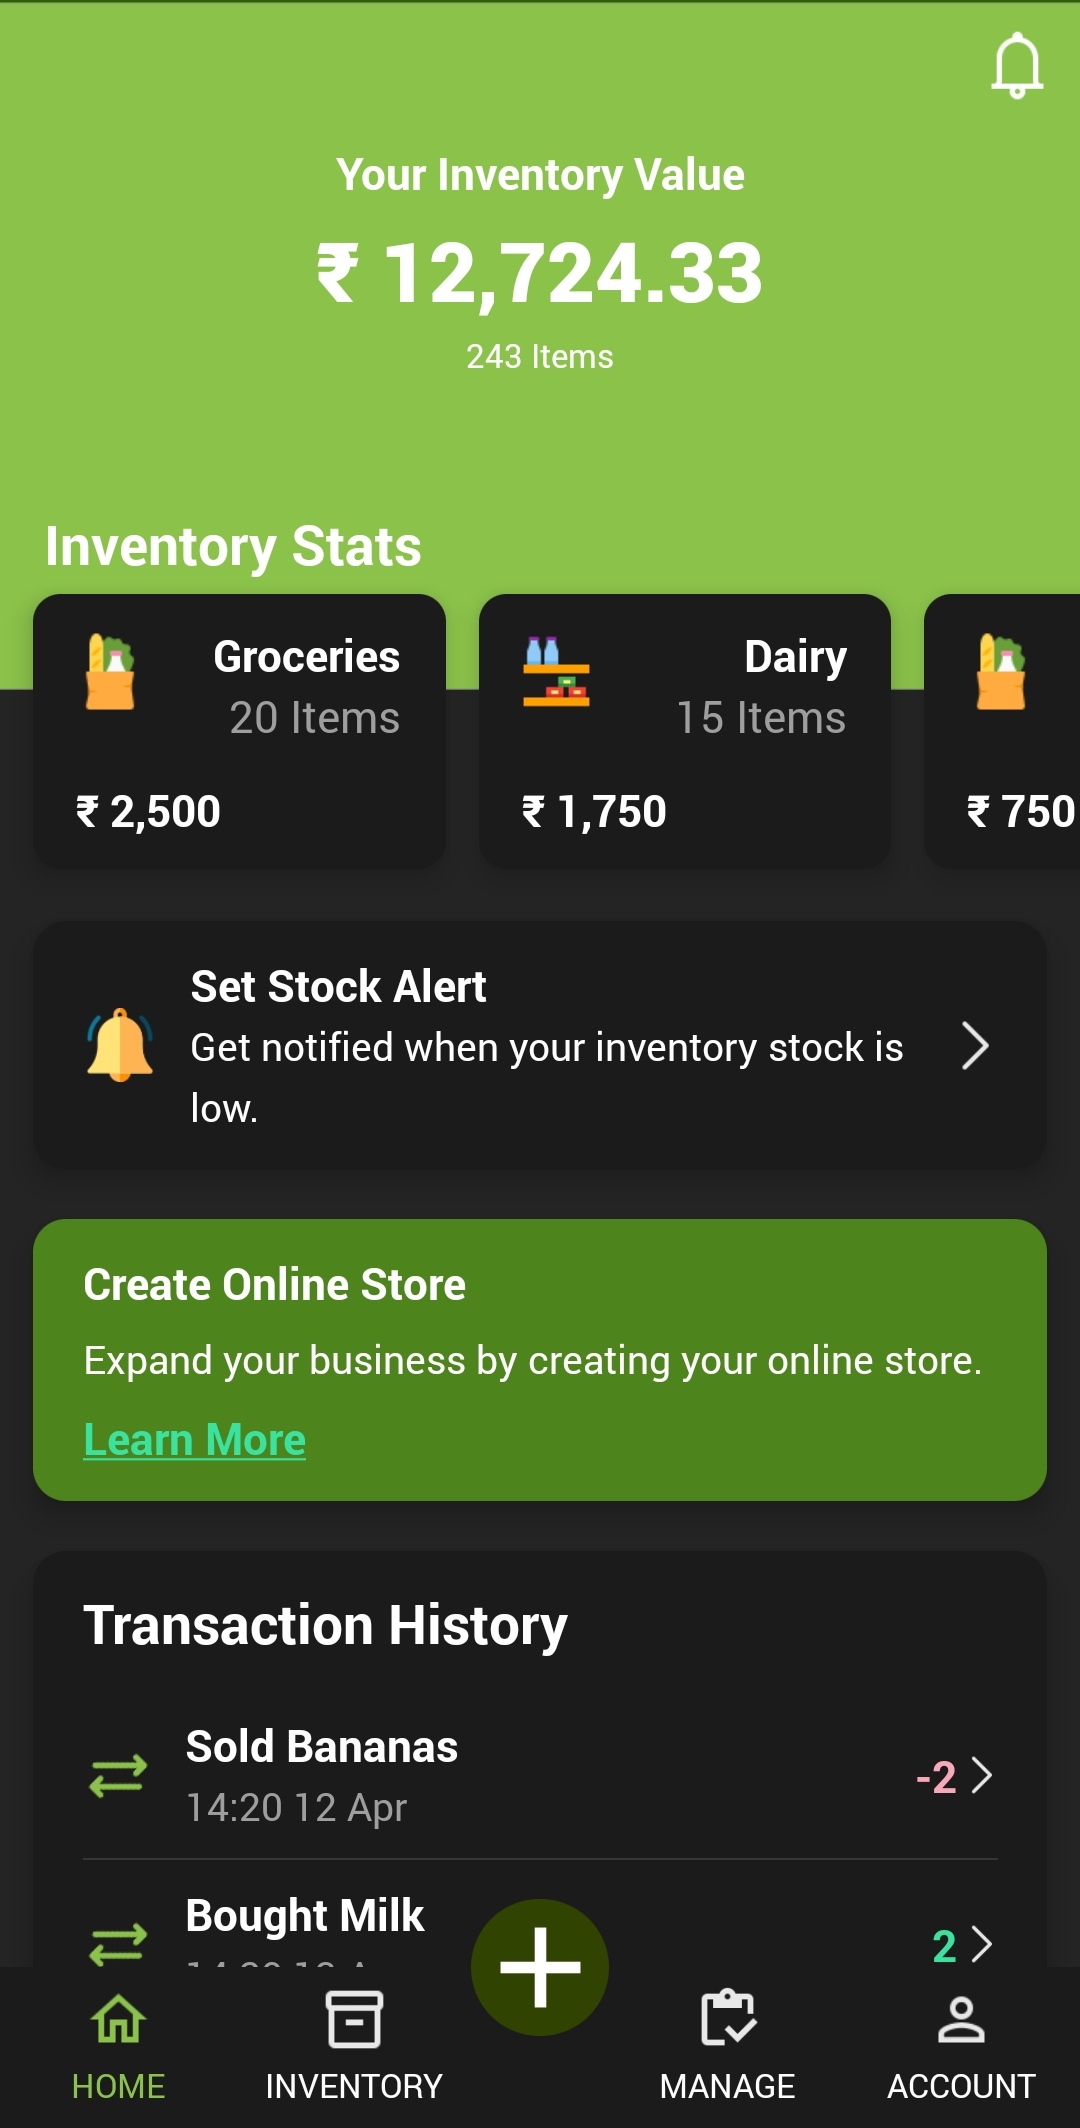 Your Inventory Value
₹ 12,724.33
243 Items
Inventory Stats
Groceries
20 Items
₹ 2,500
Dairy
15 Items
₹ 1,750
₹ 750
Set Stock Alert
Get notified when your inventory stock is
low.
Create Online Store
Expand your business by creating your online store.
Learn More
Transaction History
Sold Bananas
14:20 12 Apr
-2
Bought Milk
2
HOME
INVENTORY
MANAGE
ACCOUNT